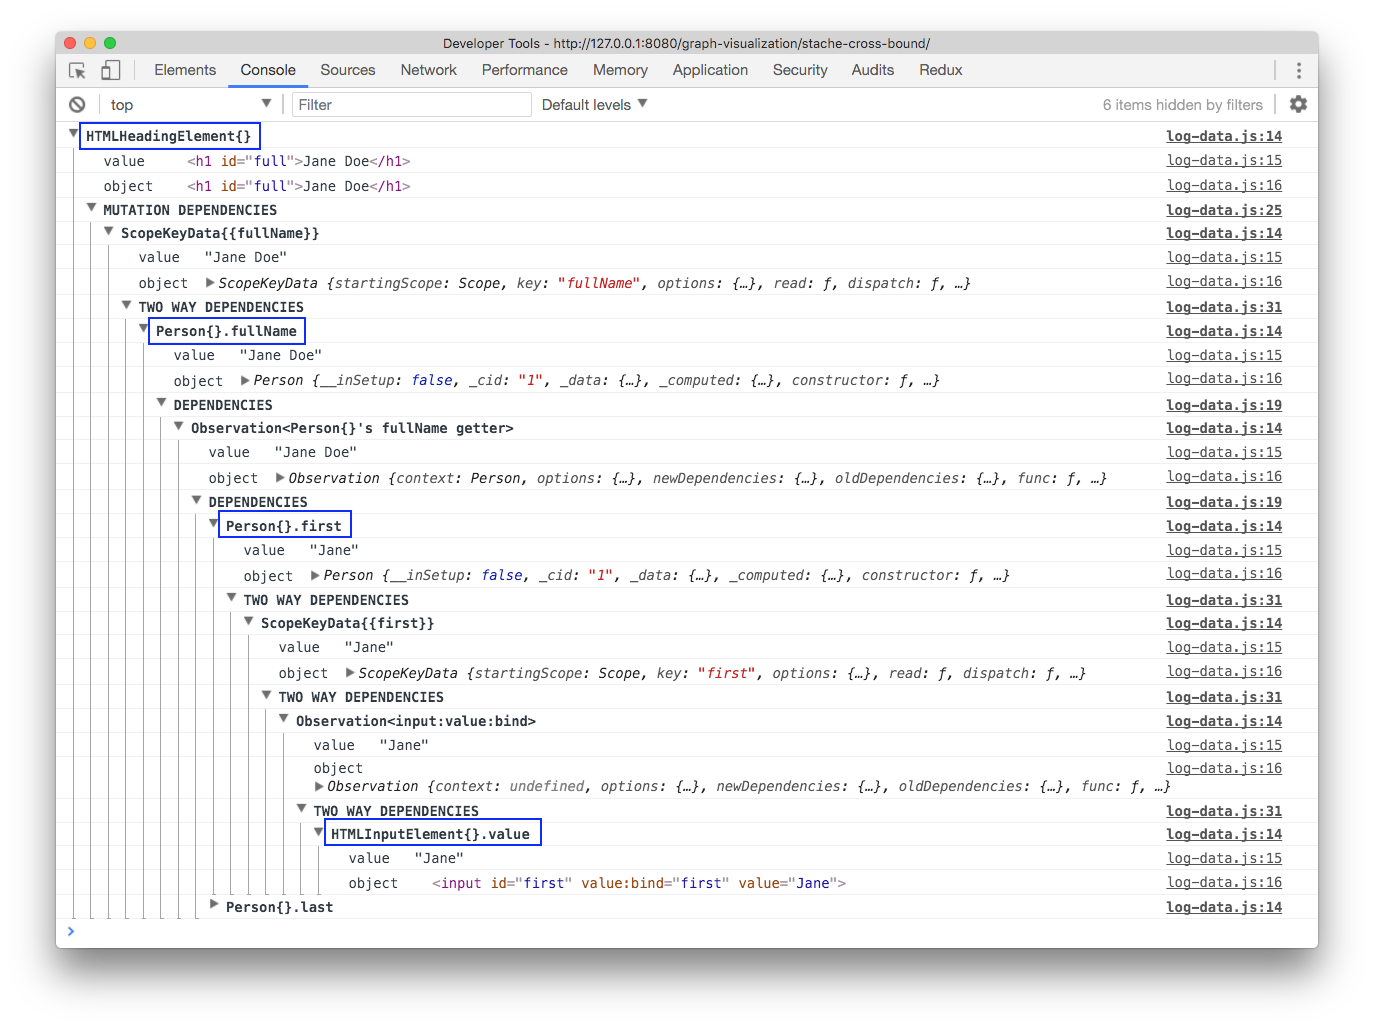 Developer Tools - http://127.0.0.1:8080/graph-visualization/stache-cross-bound/
Elements Console Sources Network Performance Memory Application Security Audits Redux
top Filter Default levels 6 items hidden by filters
HTMLHeadingElement{} log-data.js:14
value <h1 id="full">Jane Doe</h1> log-data.js:15
object <h1 id="full">Jane Doe</h1> log-data.js:16
MUTATION DEPENDENCIES log-data.js:25
ScopeKeyData{{fullName}} log-data.js:14
value "Jane Doe" log-data.js:15
object ScopeKeyData {startingScope: Scope, key: "fullName", options: {…}, read: ƒ, dispatch: ƒ, …} log-data.js:16
TWO WAY DEPENDENCIES log-data.js:31
Person{}.fullName log-data.js:14
value "Jane Doe" log-data.js:15
object Person {__inSetup: false, _cid: "1", _data: {…}, _computed: {…}, constructor: ƒ, …} log-data.js:16
DEPENDENCIES log-data.js:19
Observation<Person{}'s fullName getter> log-data.js:14
value "Jane Doe" log-data.js:15
object Observation {context: Person, options: {…}, newDependencies: {…}, oldDependencies: {…}, func: ƒ, …} log-data.js:16
DEPENDENCIES log-data.js:19
Person{}.first log-data.js:14
value "Jane" log-data.js:15
object Person {__inSetup: false, _cid: "1", _data: {…}, _computed: {…}, constructor: ƒ, …} log-data.js:16
TWO WAY DEPENDENCIES log-data.js:31
ScopeKeyData{{first}} log-data.js:14
value "Jane" log-data.js:15
object ScopeKeyData {startingScope: Scope, key: "first", options: {…}, read: ƒ, dispatch: ƒ, …} log-data.js:16
TWO WAY DEPENDENCIES log-data.js:31
Observation<input:value:bind> log-data.js:14
value "Jane" log-data.js:15
object log-data.js:16
Observation {context: undefined, options: {…}, newDependencies: {…}, oldDependencies: {…}, func: ƒ, …}
TWO WAY DEPENDENCIES log-data.js:31
HTMLInputElement{}.value log-data.js:14
value "Jane" log-data.js:15
object <input id="first" value:bind="first" value="Jane"> log-data.js:16
Person{}.last log-data.js:14